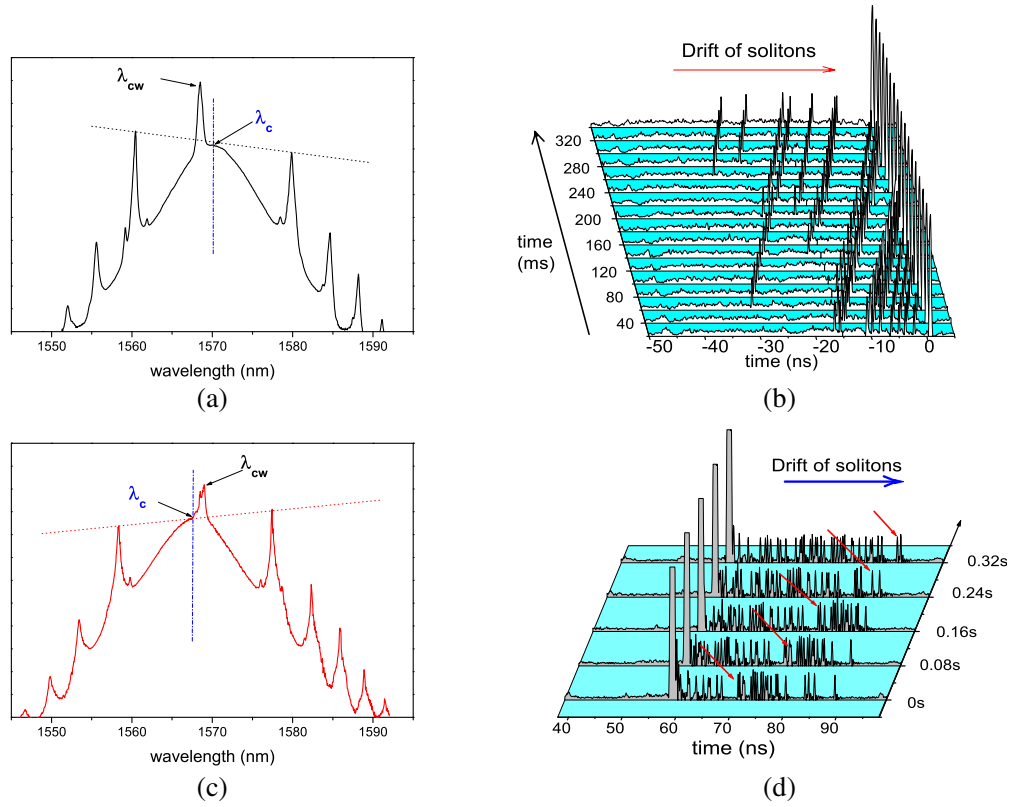 λcw
λc
1550 1560 1570 1580 1590
wavelength (nm)
(a)
Drift of solitons
320
280
240
200
160
120
80
40
time
(ms)
-50 -40 -30 -20 -10 0
time (ns)
(b)
λcw
λc
1550 1560 1570 1580 1590
wavelength (nm)
(c)
Drift of solitons
0.32s
0.24s
0.16s
0.08s
0s
40 50 60 70 80 90
time (ns)
(d)